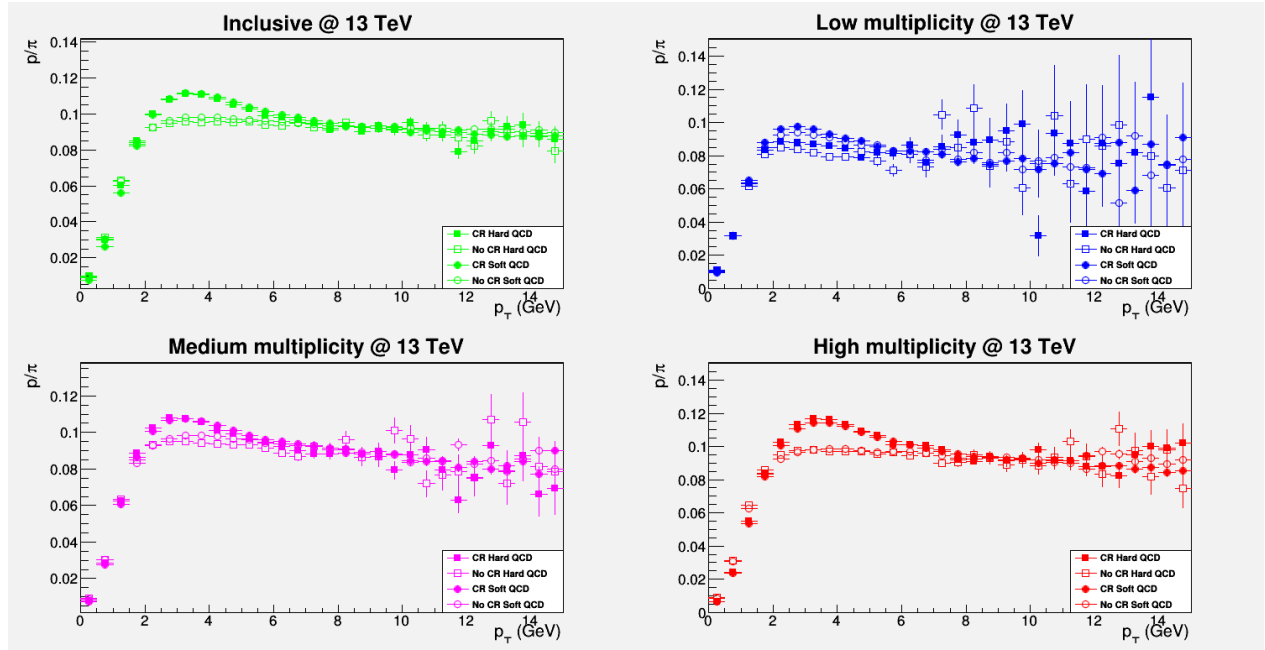 Inclusive @ 13 TeV
p/π
0.14
0.12
0.1
0.08
0.06
0.04
0.02
0 2 4 6 8 10 12 14
p_T (GeV)
CR Hard QCD
No CR Hard QCD
CR Soft QCD
No CR Soft QCD
Low multiplicity @ 13 TeV
p/π
0.14
0.12
0.1
0.08
0.06
0.04
0.02
0
0 2 4 6 8 10 12 14
p_T (GeV)
CR Hard QCD
No CR Hard QCD
CR Soft QCD
No CR Soft QCD
Medium multiplicity @ 13 TeV
p/π
0.12
0.1
0.08
0.06
0.04
0.02
0 2 4 6 8 10 12 14
p_T (GeV)
CR Hard QCD
No CR Hard QCD
CR Soft QCD
No CR Soft QCD
High multiplicity @ 13 TeV
p/π
0.14
0.12
0.1
0.08
0.06
0.04
0.02
0
0 2 4 6 8 10 12 14
p_T (GeV)
CR Hard QCD
No CR Hard QCD
CR Soft QCD
No CR Soft QCD